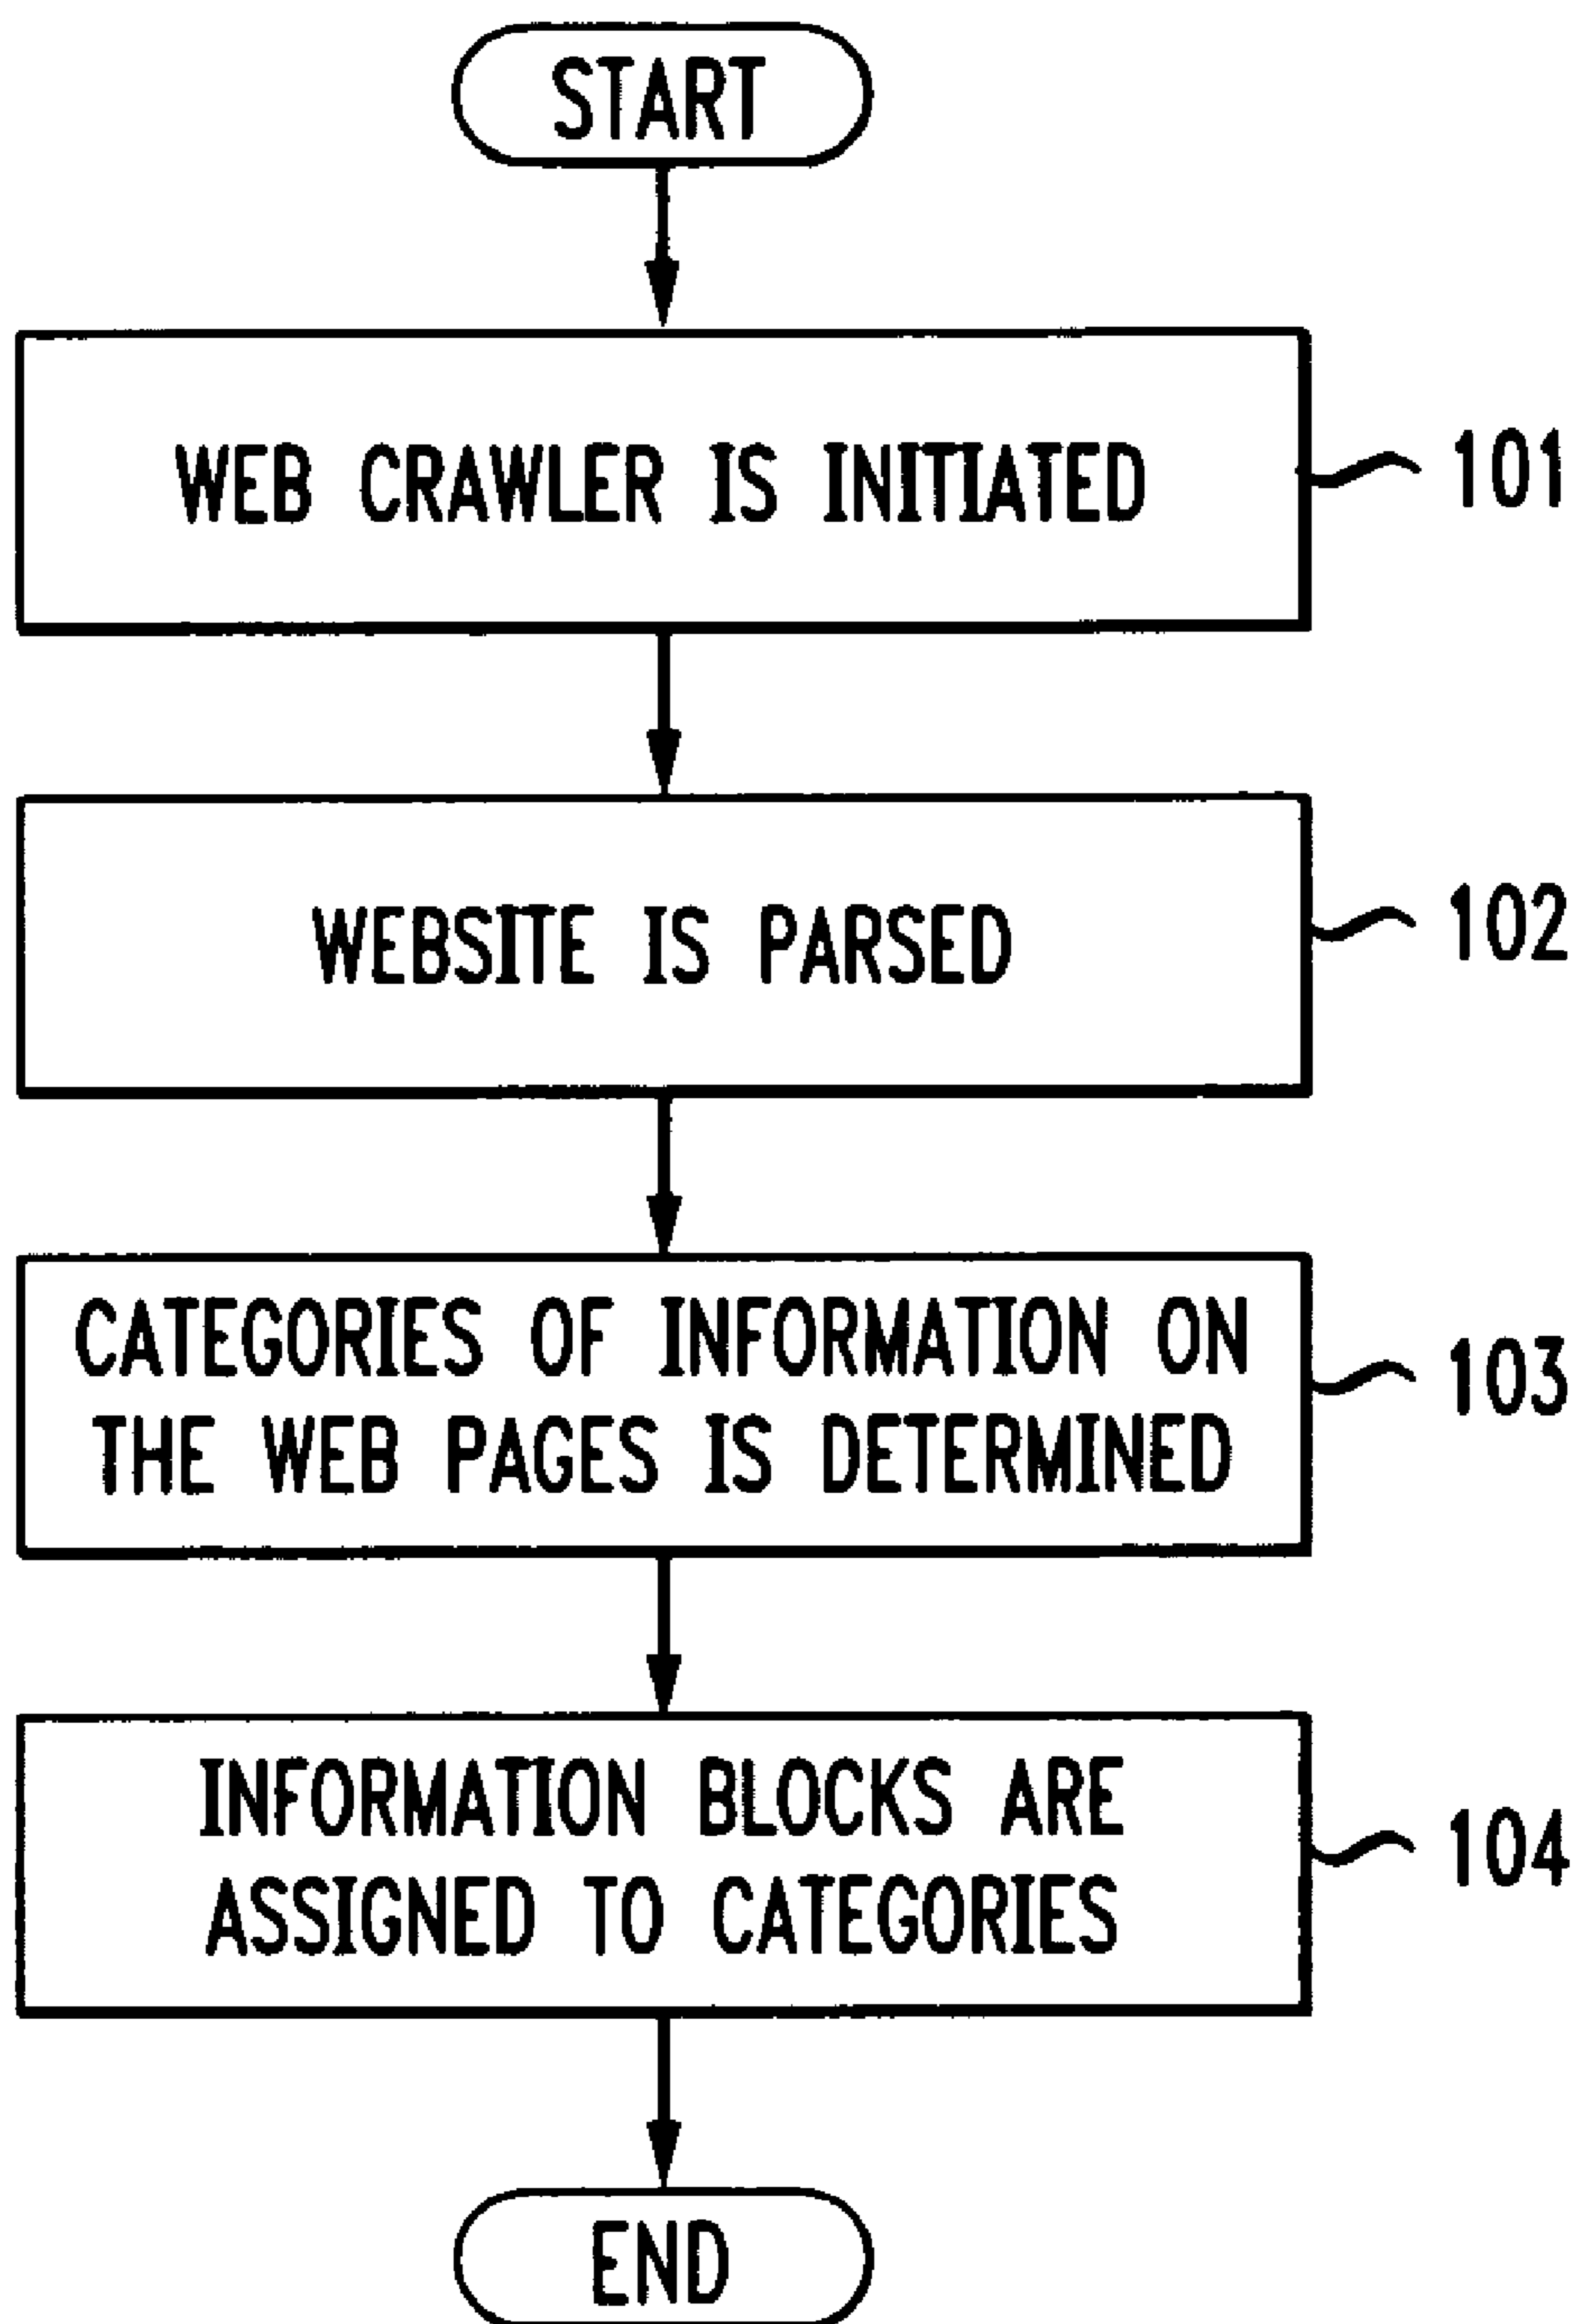 START
WEB CRAWLER IS INITIATED
101
WEBSITE IS PARSED
102
CATEGORIES OF INFORMATION ON
THE WEB PAGES IS DETERMINED
103
INFORMATION BLOCKS ARE
ASSIGNED TO CATEGORIES
104
END